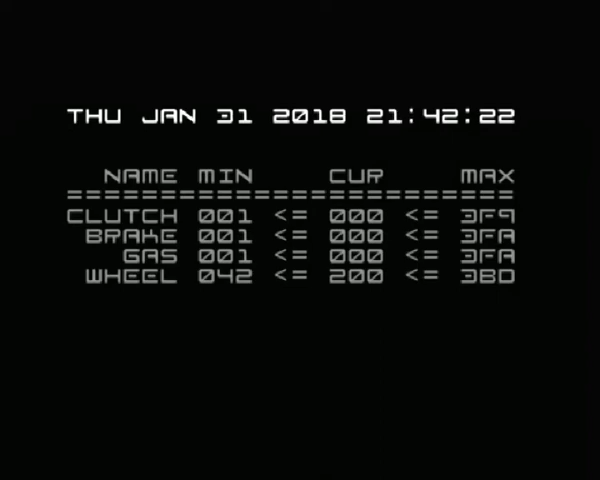 THU JAN 31 2018 21:42:22
NAME MIN CUR MAX
========================
CLUTCH 001 <= 000 <= 3F9
BRAKE 001 <= 000 <= 3FA
GAS 001 <= 000 <= 3FA
WHEEL 042 <= 200 <= 3BD